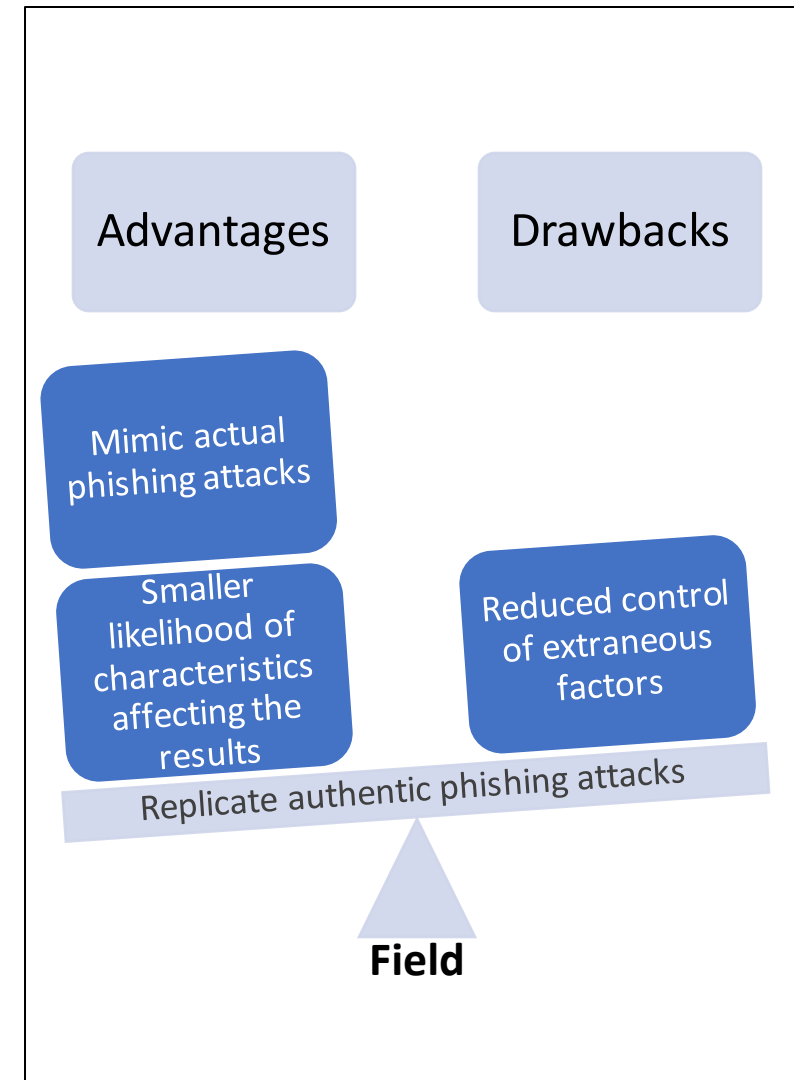 Advantages
Drawbacks
Mimic actual
phishing attacks
Smaller
likelihood of
characteristics
affecting the
results
Reduced control
of extraneous
factors
Replicate authentic phishing attacks
Field